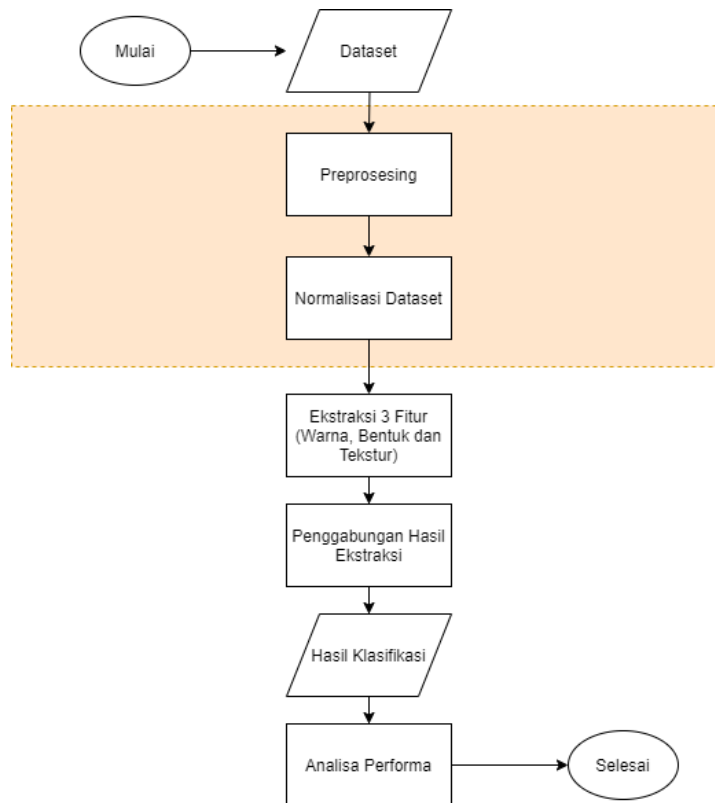 Mulai
Dataset
Preprosesing
Normalisasi Dataset
Ekstraksi 3 Fitur
(Warna, Bentuk dan
Tekstur)
Penggabungan Hasil
Ekstraksi
Hasil Klasifikasi
Analisa Performa
Selesai